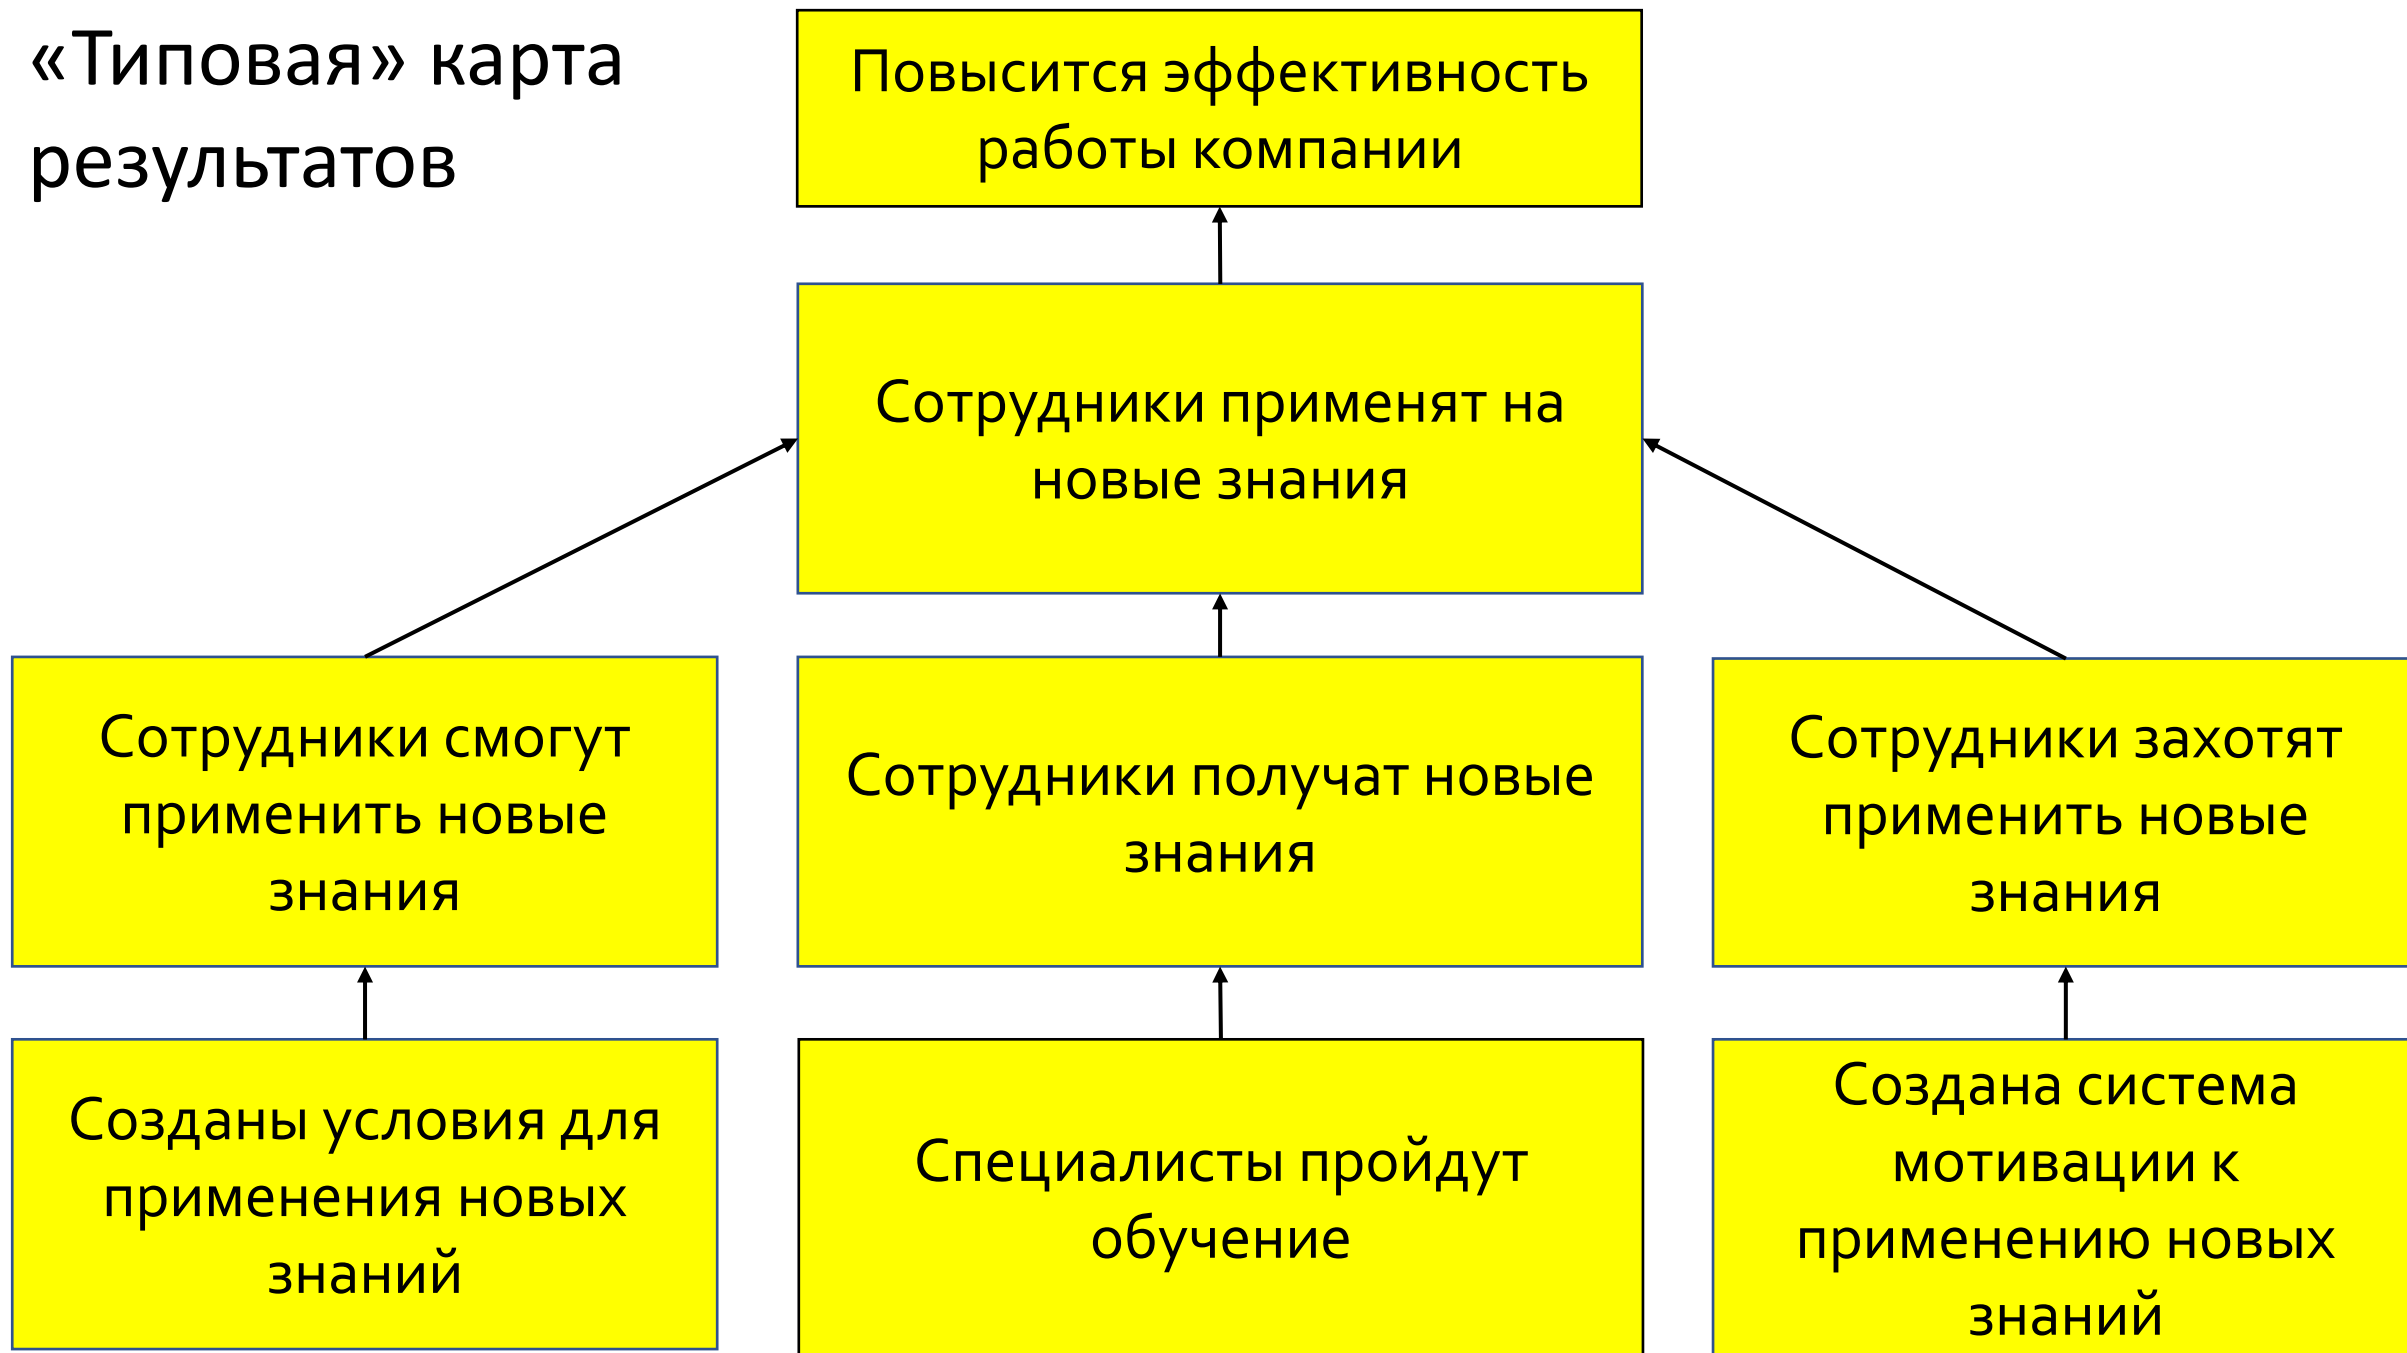 «Типовая» карта
результатов
Повысится эффективность
работы компании
Сотрудники применят на
новые знания
Сотрудники смогут
применить новые
знания
Сотрудники получат новые
знания
Сотрудники захотят
применить новые
знания
Созданы условия для
применения новых
знаний
Специалисты пройдут
обучение
Создана система
мотивации к
применению новых
знаний